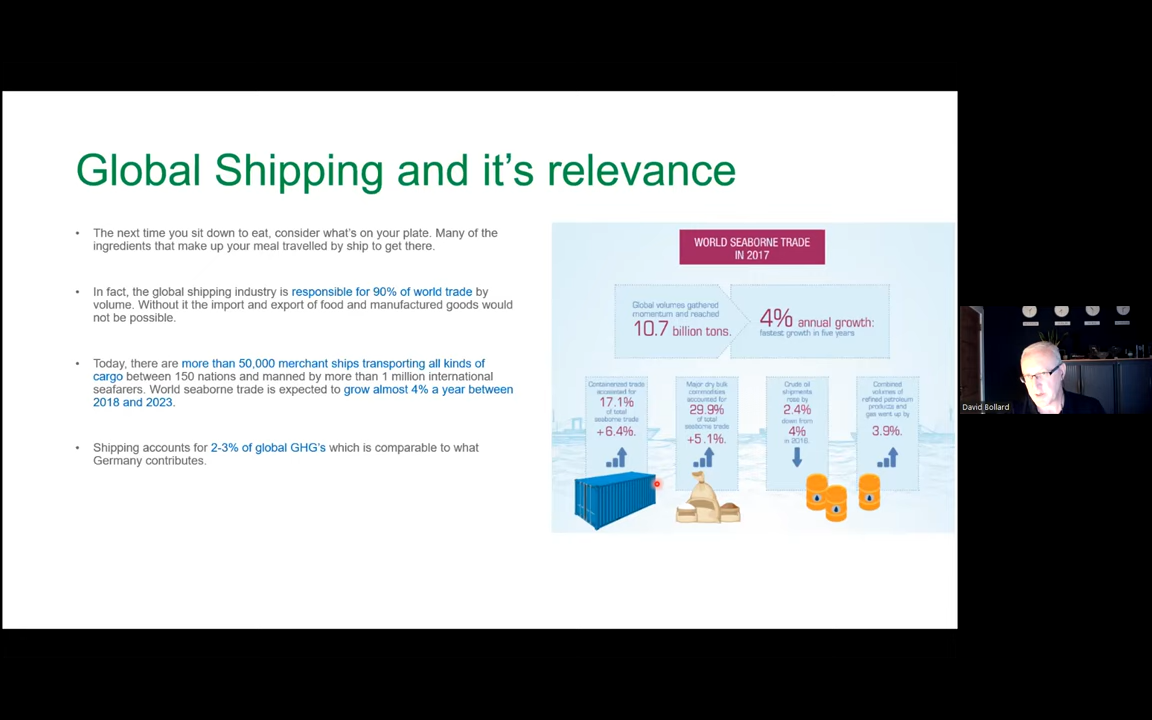 Global Shipping and it's relevance
• The next time you sit down to eat, consider what's on your plate. Many of the
ingredients that make up your meal travelled by ship to get there.
• In fact, the global shipping industry is responsible for 90% of world trade by
volume. Without it the import and export of food and manufactured goods would
not be possible.
• Today, there are more than 50,000 merchant ships transporting all kinds of
cargo between 150 nations and manned by more than 1 million international
seafarers. World seaborne trade is expected to grow almost 4% a year between
2018 and 2023.
• Shipping accounts for 2-3% of global GHG's which is comparable to what
Germany contributes.
WORLD SEABORNE TRADE
IN 2017
Global volumes gathered
momentum and reached
10.7 billion tons.
4% annual growth:
fastest growth in five years
Containerized trade
accounted for
17.1%
of total
seaborne trade
+6.4%.
Major dry bulk
commodities
accounted for
29.9%
of total
seaborne trade
+5.1%.
Crude oil
shipments
rose by
2.4%
down from
4%
in 2016.
Combined
volumes of
refined petroleum
products and
gas went up by
3.9%.
David Bollard